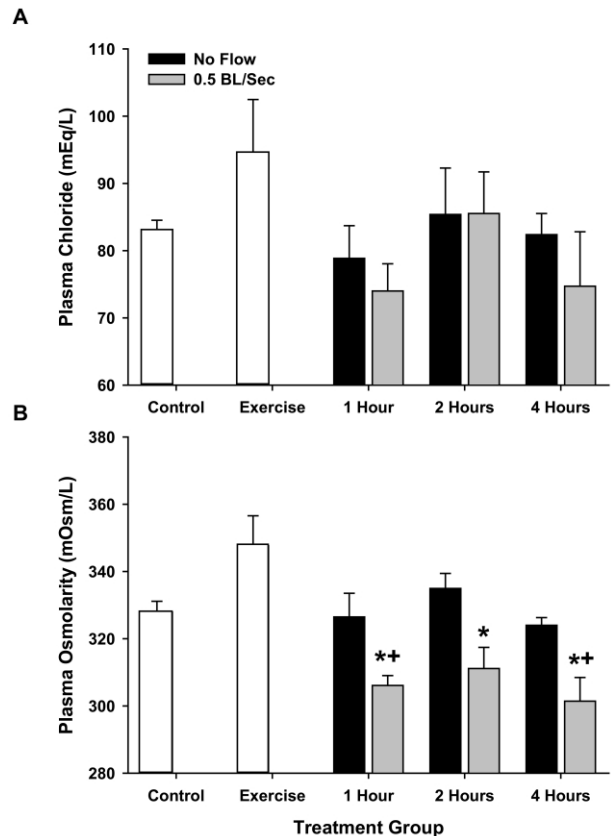 A
No Flow
0.5 BL/Sec
Plasma Chloride (mEq/L)
110
100
90
80
70
60
Control Exercise 1 Hour 2 Hours 4 Hours
B
Plasma Osmolarity (mOsm/L)
380
360
340
320
300
280
*+
*
*+
Control Exercise 1 Hour 2 Hours 4 Hours
Treatment Group